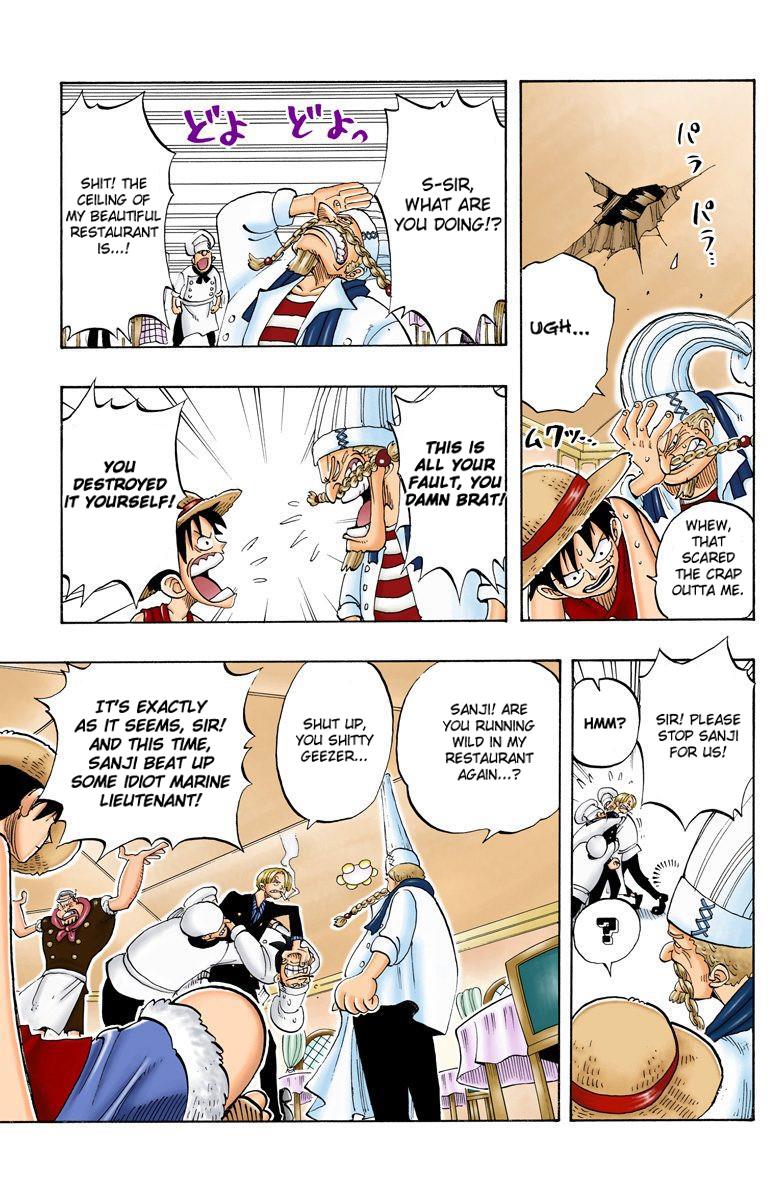 パラ
パラ…
UGH...
ムクッ…
WHEW,
THAT
SCARED
THE CRAP
OUTTA ME.
どよ どよっ
S-SIR,
WHAT ARE
YOU DOING!?
SHIT! THE
CEILING OF
MY BEAUTIFUL
RESTAURANT
IS...!
THIS IS
ALL YOUR
FAULT, YOU
DAMN BRAT!
YOU
DESTROYED
IT YOURSELF!
SIR! PLEASE
STOP SANJI
FOR US!
HMM?
?
SANJI! ARE
YOU RUNNING
WILD IN MY
RESTAURANT
AGAIN...?
SHUT UP,
YOU SHITTY
GEEZER...
IT'S EXACTLY
AS IT SEEMS, SIR!
AND THIS TIME,
SANJI BEAT UP
SOME IDIOT MARINE
LIEUTENANT!